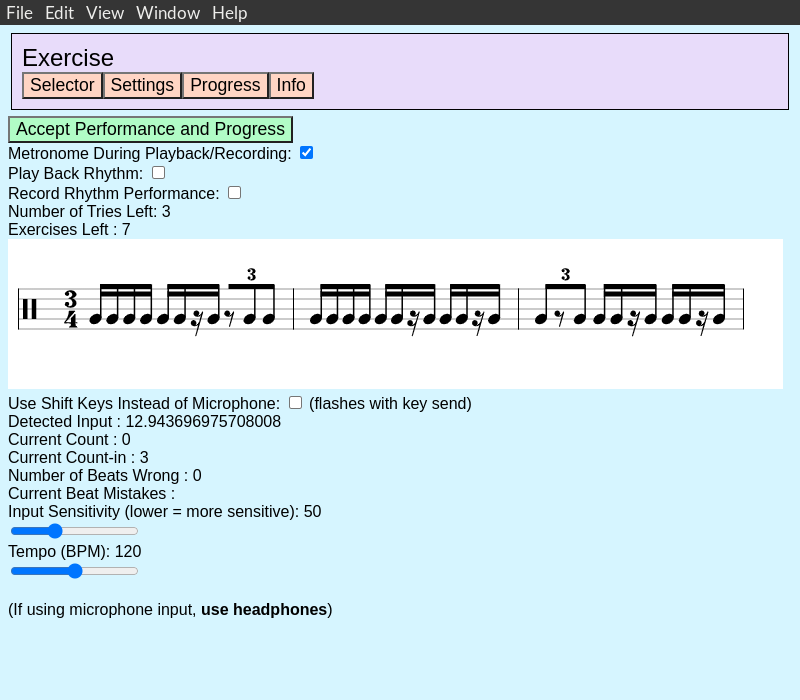 File Edit View Window Help
Exercise
Selector Settings Progress Info
Accept Performance and Progress
Metronome During Playback/Recording:
Play Back Rhythm:
Record Rhythm Performance:
Number of Tries Left: 3
Exercises Left : 7
3 3
3
4
Use Shift Keys Instead of Microphone: (flashes with key send)
Detected Input : 12.943696975708008
Current Count : 0
Current Count-in : 3
Number of Beats Wrong : 0
Current Beat Mistakes :
Input Sensitivity (lower = more sensitive): 50
Tempo (BPM): 120
(If using microphone input, use headphones)